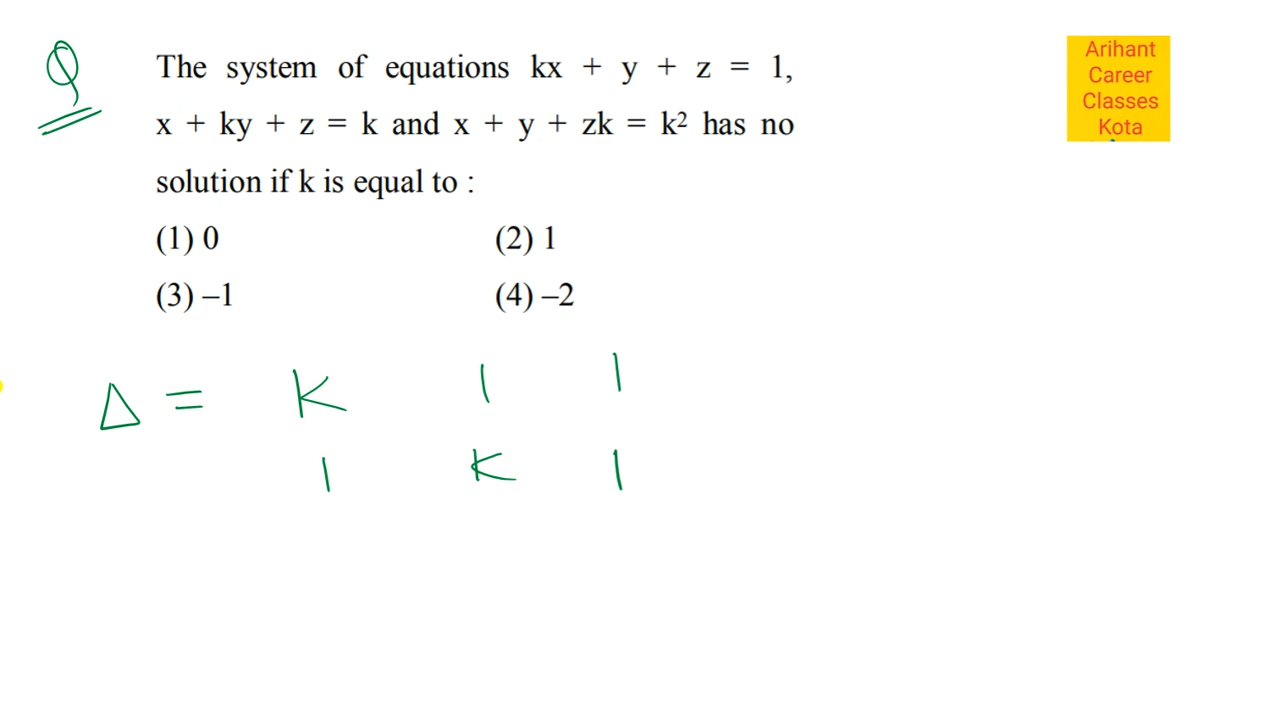 Q
The system of equations kx + y + z = 1,
x + ky + z = k and x + y + zk = k² has no
solution if k is equal to :
(1) 0 (2) 1
(3) –1 (4) –2
Δ = K 1 1
1 K 1
Arihant
Career
Classes
Kota